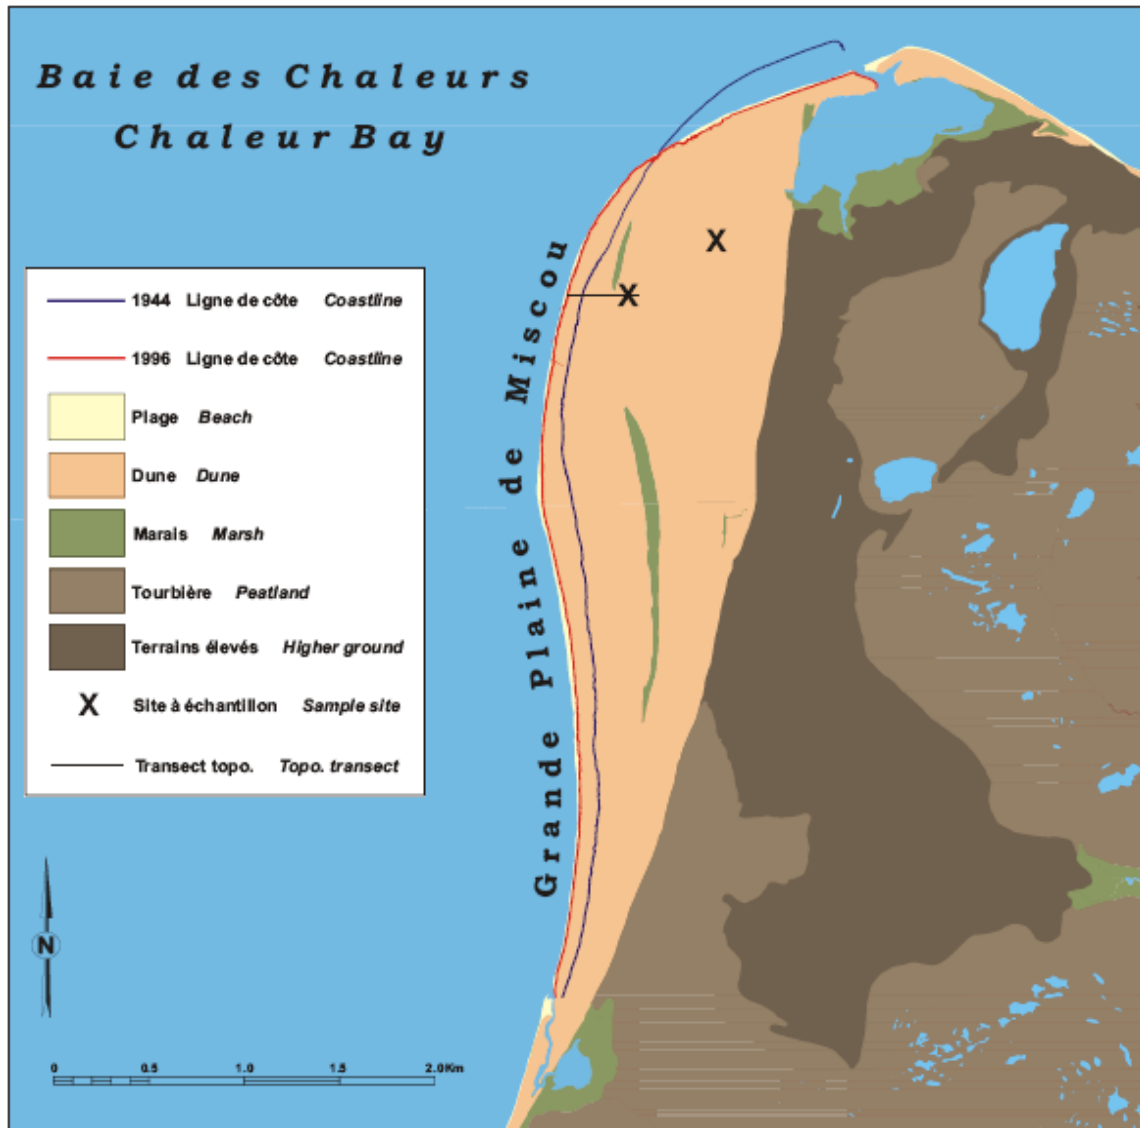 Baie des Chaleurs
Chaleur Bay
Grande Plaine de Miscou
X
X
1944 Ligne de côte Coastline
1996 Ligne de côte Coastline
Plage Beach
Dune Dune
Marais Marsh
Tourbière Peatland
Terrains élevés Higher ground
X Site à échantillon Sample site
Transect topo. Topo. transect
N
0 0.5 1.0 1.5 2.0 Km